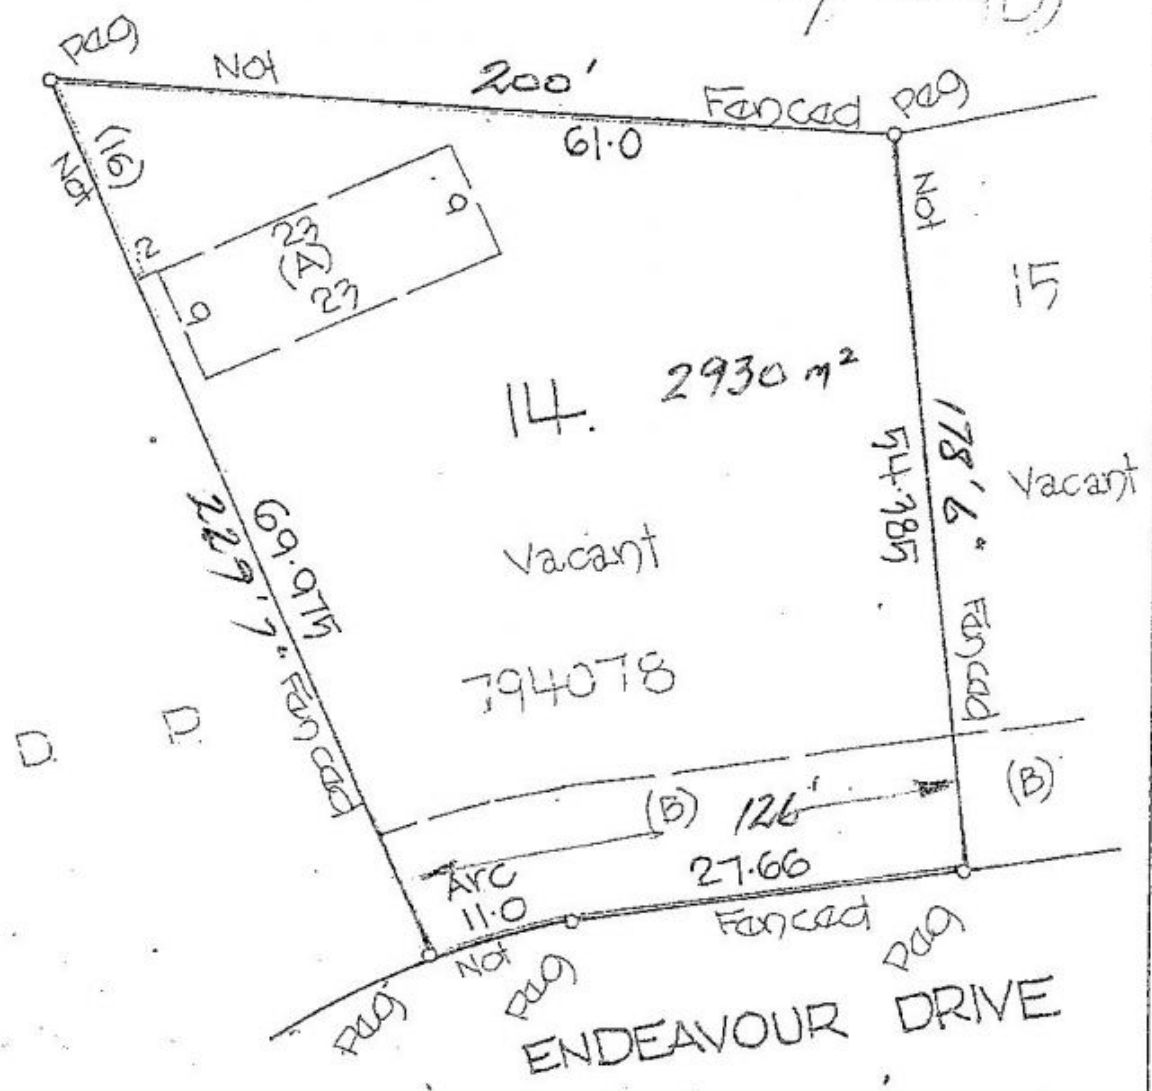 (D)
Peg
Not 200' Fenced Peg
61.0
Not
(16)
2
23
(A)
23
9
9
Not
15
14. 2930 m²
54.385
178'6"
Vacant
69.975
227'7"
Vacant
Fenced
794078
Fenced
D. P.
(B)
126'
(B)
Arc
11.0
27.66
Not
Fenced
Peg
Peg
Peg
ENDEAVOUR DRIVE